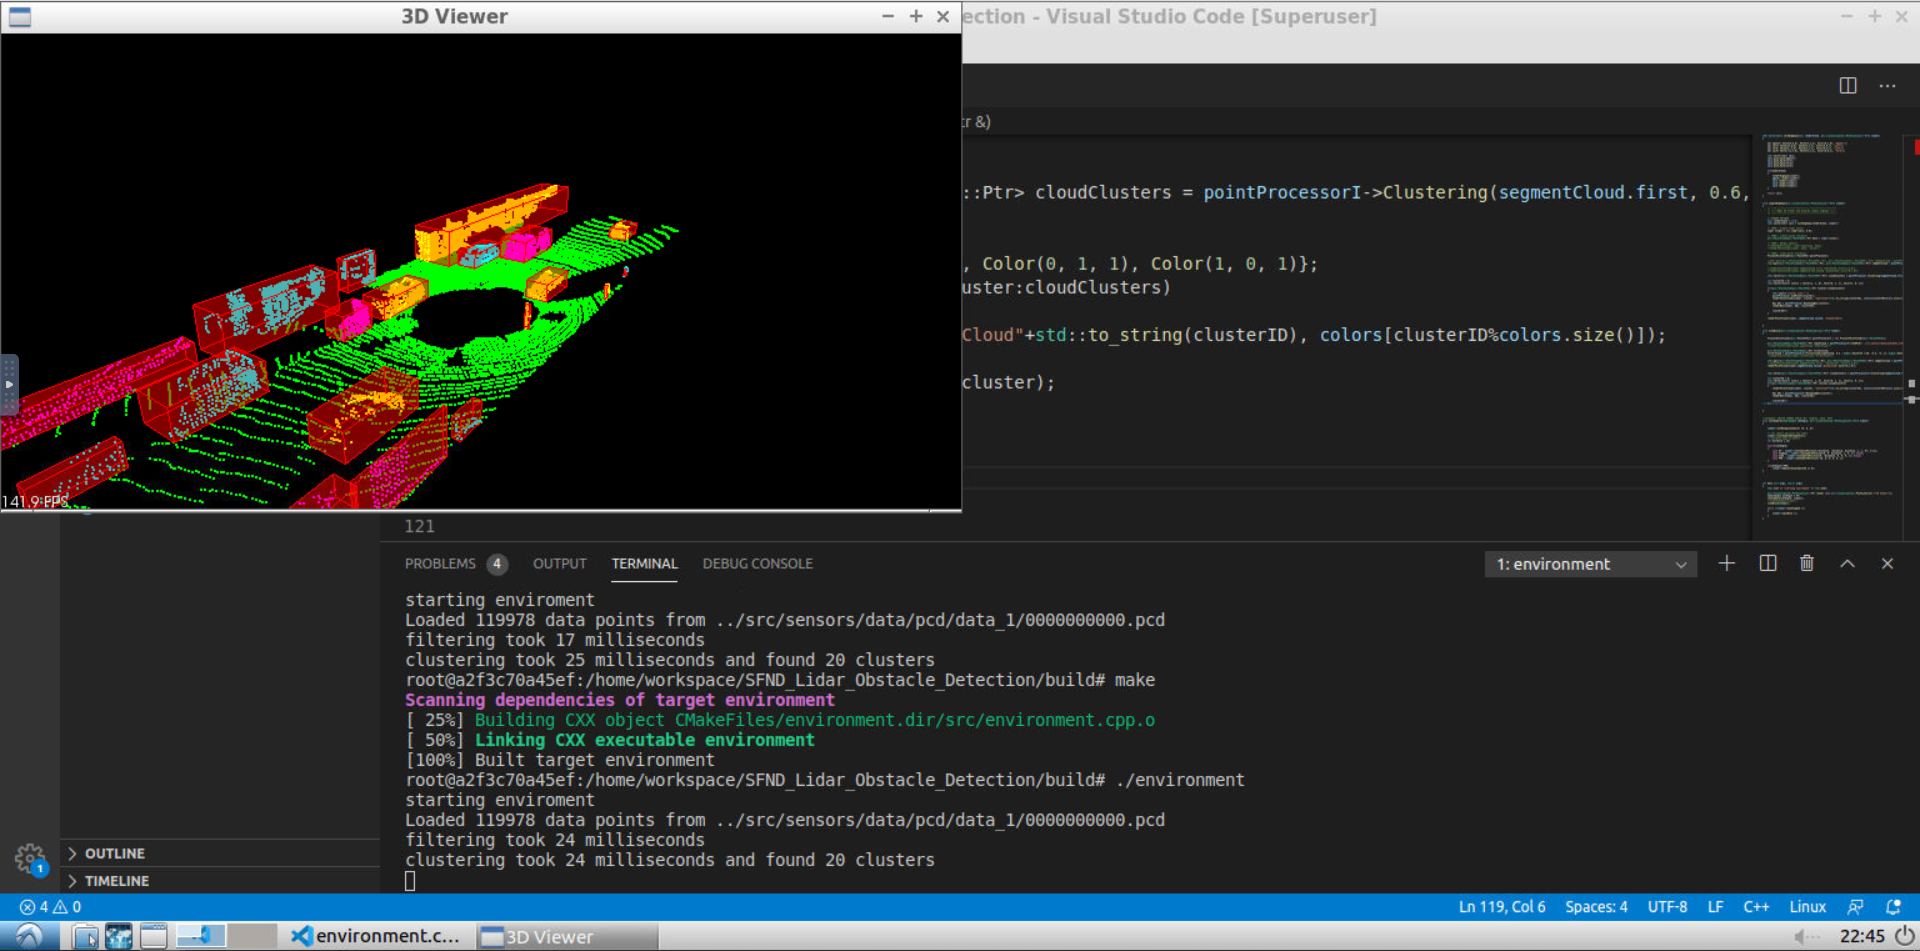 3D Viewer
ection - Visual Studio Code [Superuser]
tr &)
::Ptr> cloudClusters = pointProcessorI->Clustering(segmentCloud.first, 0.6,
, Color(0, 1, 1), Color(1, 0, 1)};
uster:cloudClusters)
Cloud"+std::to_string(clusterID), colors[clusterID%colors.size()]);
cluster);
141.9 FPS
121
PROBLEMS 4 OUTPUT TERMINAL DEBUG CONSOLE 1: environment
starting enviroment
Loaded 119978 data points from ../src/sensors/data/pcd/data_1/0000000000.pcd
filtering took 17 milliseconds
clustering took 25 milliseconds and found 20 clusters
root@a2f3c70a45ef:/home/workspace/SFND_Lidar_Obstacle_Detection/build# make
Scanning dependencies of target environment
[ 25%] Building CXX object CMakeFiles/environment.dir/src/environment.cpp.o
[ 50%] Linking CXX executable environment
[100%] Built target environment
root@a2f3c70a45ef:/home/workspace/SFND_Lidar_Obstacle_Detection/build# ./environment
starting enviroment
Loaded 119978 data points from ../src/sensors/data/pcd/data_1/0000000000.pcd
filtering took 24 milliseconds
clustering took 24 milliseconds and found 20 clusters
OUTLINE
1
TIMELINE
4 0 Ln 119, Col 6 Spaces: 4 UTF-8 LF C++ Linux
environment.c... 3D Viewer 22:45